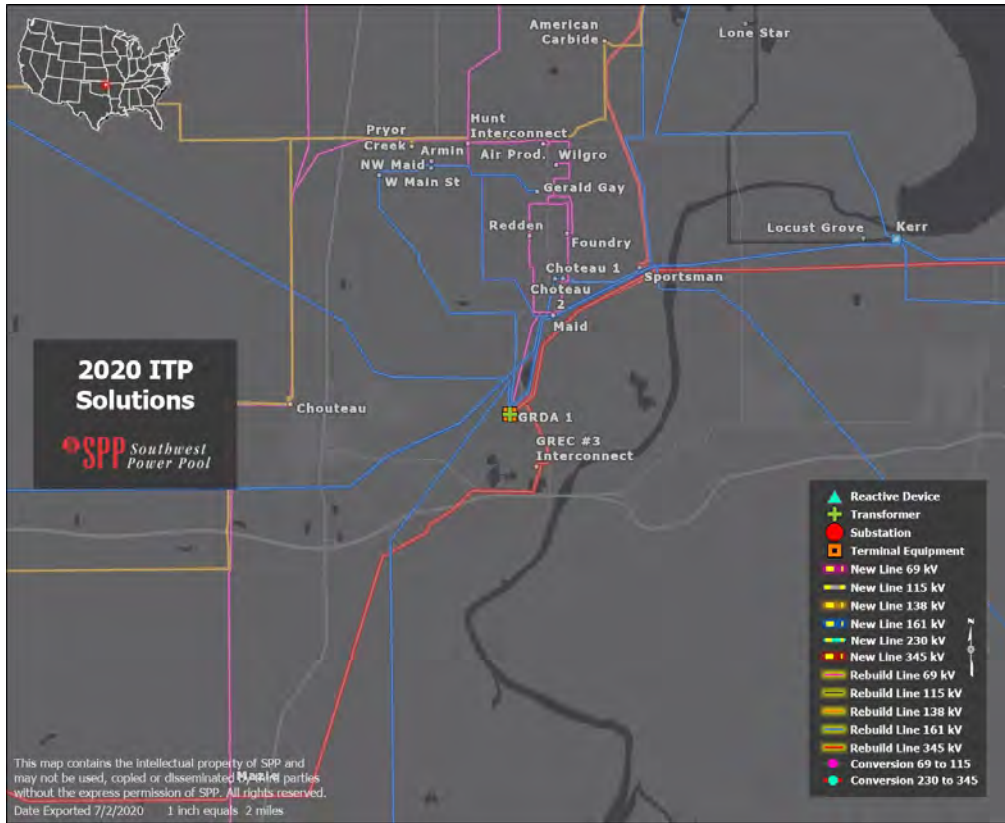 American
Carbide
Lone Star
Hunt
Interconnect
Pryor
Creek
Armin
Air Prod.
Wilgro
NW Maid
W Main St
Gerald Gay
Redden
Foundry
Locust Grove
Kerr
Choteau 1
Sportsman
Choteau
2
Maid
2020 ITP
Solutions
SPP Southwest
Power Pool
Chouteau
GRDA 1
GREC #3
Interconnect
Reactive Device
Transformer
Substation
Terminal Equipment
New Line 69 kV
New Line 115 kV
New Line 138 kV
New Line 161 kV
New Line 230 kV
New Line 345 kV
Rebuild Line 69 kV
Rebuild Line 115 kV
Rebuild Line 138 kV
Rebuild Line 161 kV
Rebuild Line 345 kV
Conversion 69 to 115
Conversion 230 to 345
N
This map contains the intellectual property of SPP and
may not be used, copied or disseminated by third parties
without the express permission of SPP. All rights reserved.
Mazie
Date Exported 7/2/2020 1 inch equals 2 miles